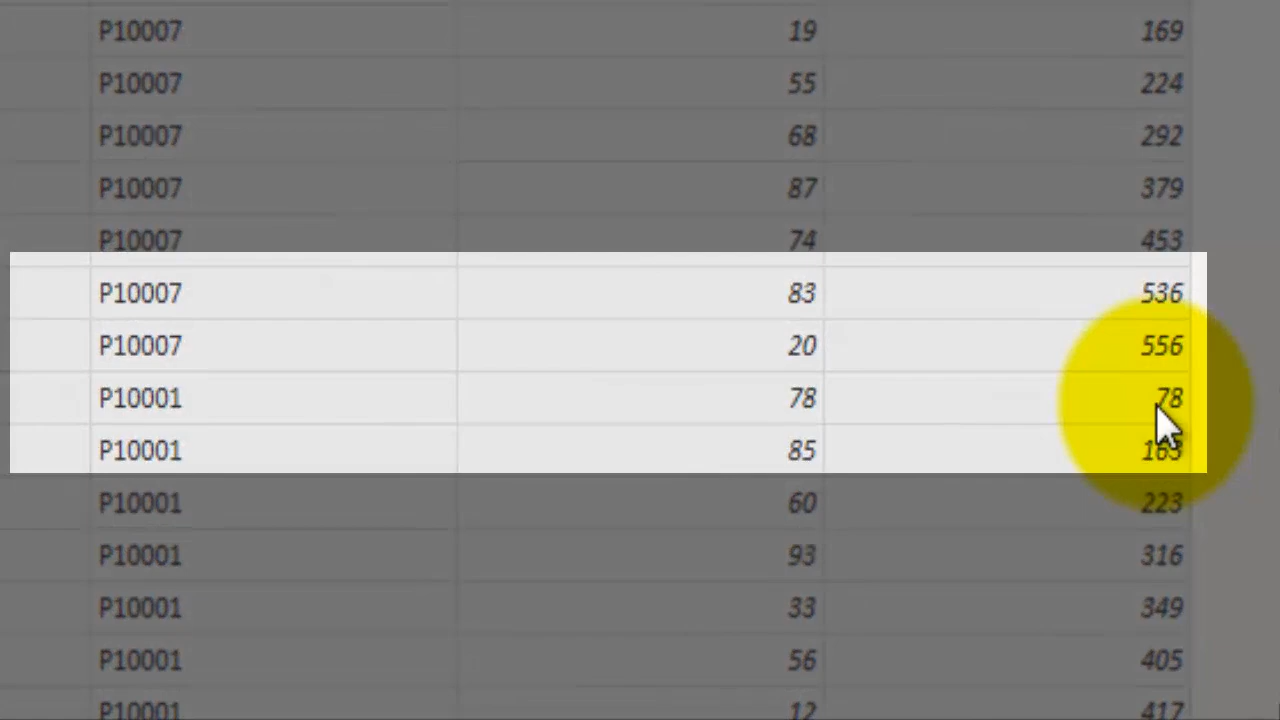 P10007 19 169
P10007 55 224
P10007 68 292
P10007 87 379
P10007 74 453
P10007 83 536
P10007 20 556
P10001 78 78
P10001 85 163
P10001 60 223
P10001 93 316
P10001 33 349
P10001 56 405
P10001 12 417